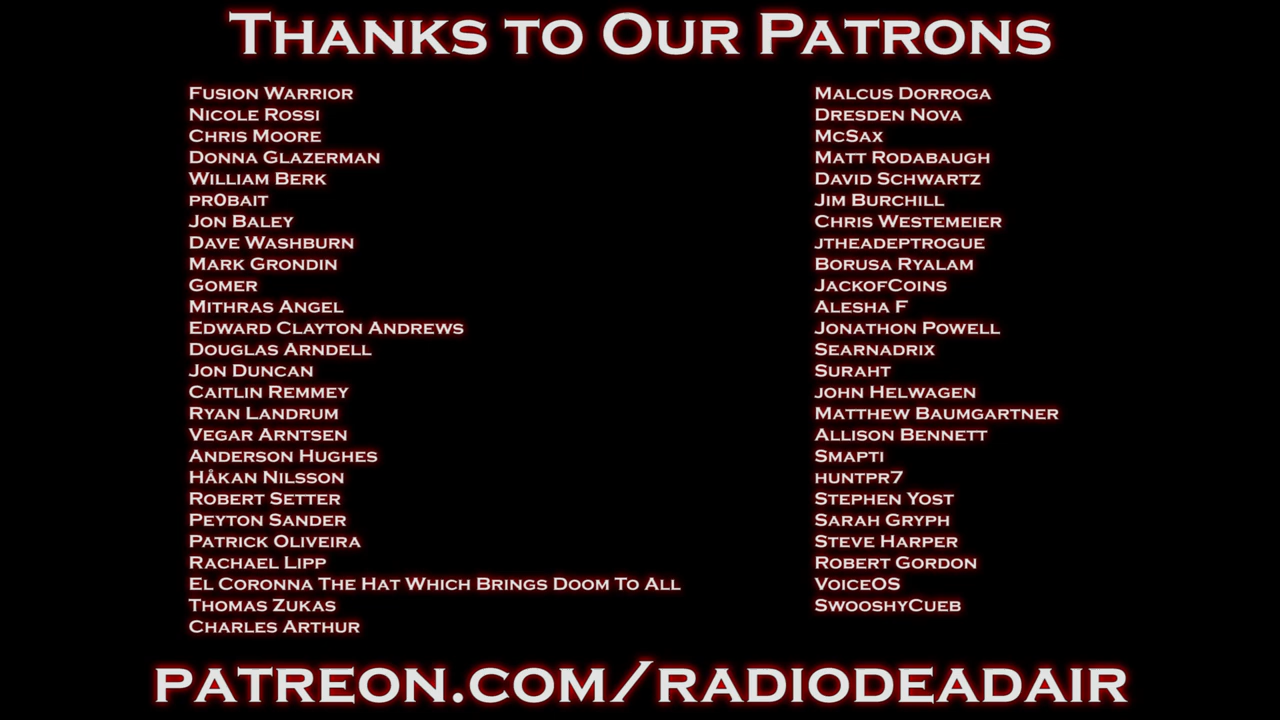 Thanks to Our Patrons
Fusion Warrior
Nicole Rossi
Chris Moore
Donna Glazerman
William Berk
pr0bait
Jon Baley
Dave Washburn
Mark Grondin
Gomer
Mithras Angel
Edward Clayton Andrews
Douglas Arndell
Jon Duncan
Caitlin Remmey
Ryan Landrum
Vegar Arntsen
Anderson Hughes
Håkan Nilsson
Robert Setter
Peyton Sander
Patrick Oliveira
Rachael Lipp
El Coronna The Hat Which Brings Doom To All
Thomas Zukas
Charles Arthur
Malcus Dorroga
Dresden Nova
McSax
Matt Rodabaugh
David Schwartz
Jim Burchill
Chris Westemeier
jtheadeptrogue
Borusa Ryalam
JackofCoins
Alesha F
Jonathon Powell
Searnadrix
Suraht
john Helwagen
Matthew Baumgartner
Allison Bennett
Smapti
huntpr7
Stephen Yost
Sarah Gryph
Steve Harper
Robert Gordon
VoiceOS
SwooshyCueb
patreon.com/radiodeadair